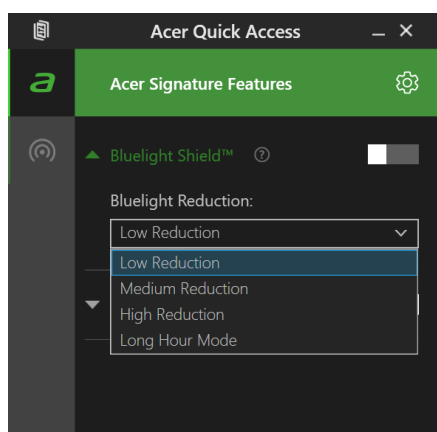 Acer Quick Access
a
Acer Signature Features
Bluelight Shield™ ?
Bluelight Reduction:
Low Reduction
Low Reduction
Medium Reduction
High Reduction
Long Hour Mode